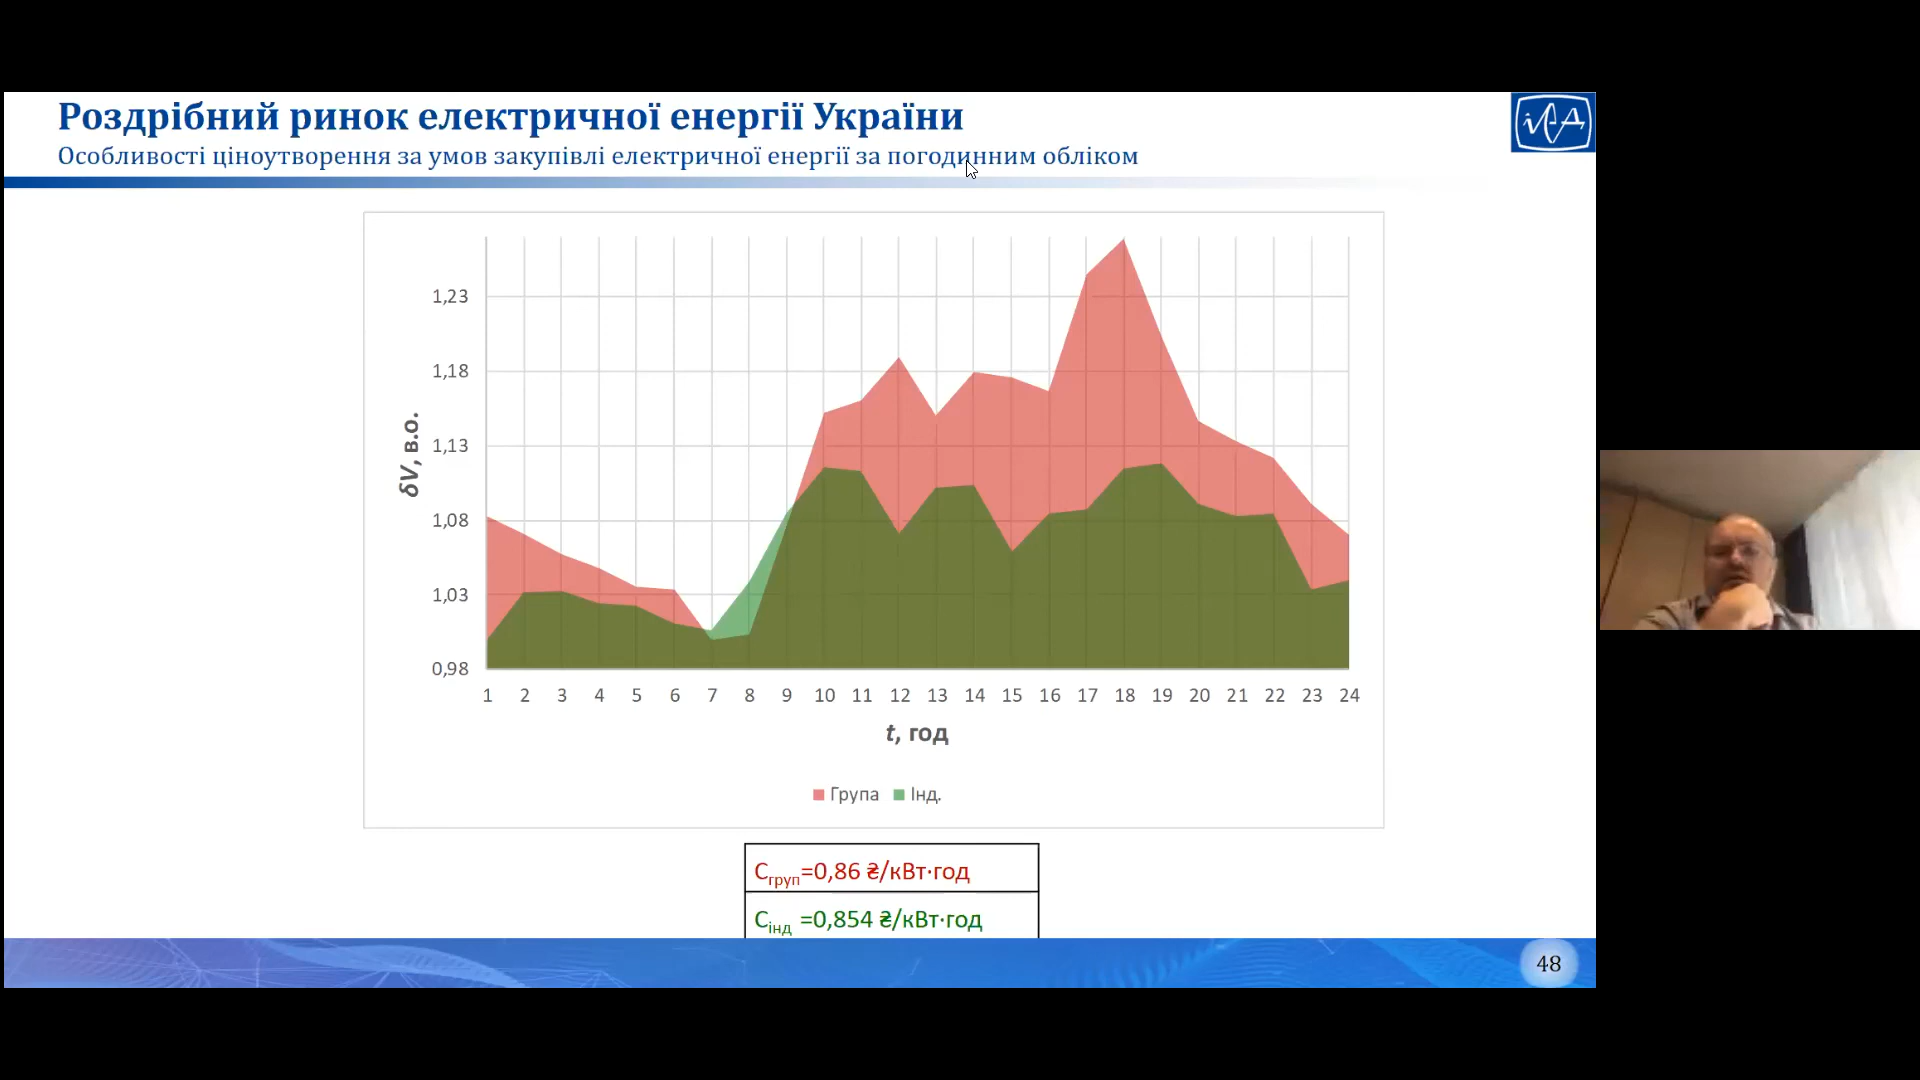 Роздрібний ринок електричної енергії України
Особливості ціноутворення за умов закупівлі електричної енергії за погодинним обліком
ієд
1,23
1,18
1,13
1,08
1,03
0,98
δV, в.о.
1 2 3 4 5 6 7 8 9 10 11 12 13 14 15 16 17 18 19 20 21 22 23 24
t, год
Група Інд.
Сгруп=0,86 ₴/кВт·год
Сінд =0,854 ₴/кВт·год
48